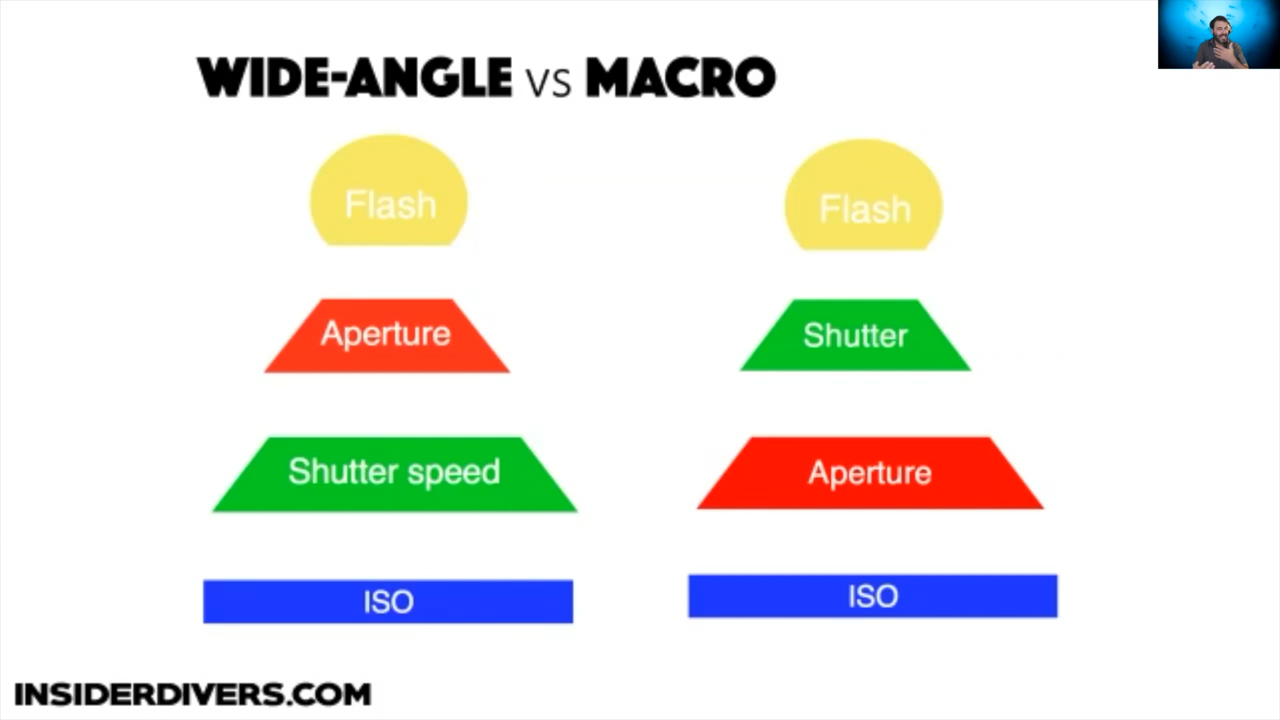 WIDE-ANGLE VS MACRO
Flash
Aperture
Shutter speed
ISO
Flash
Shutter
Aperture
ISO
INSIDERDIVERS.COM